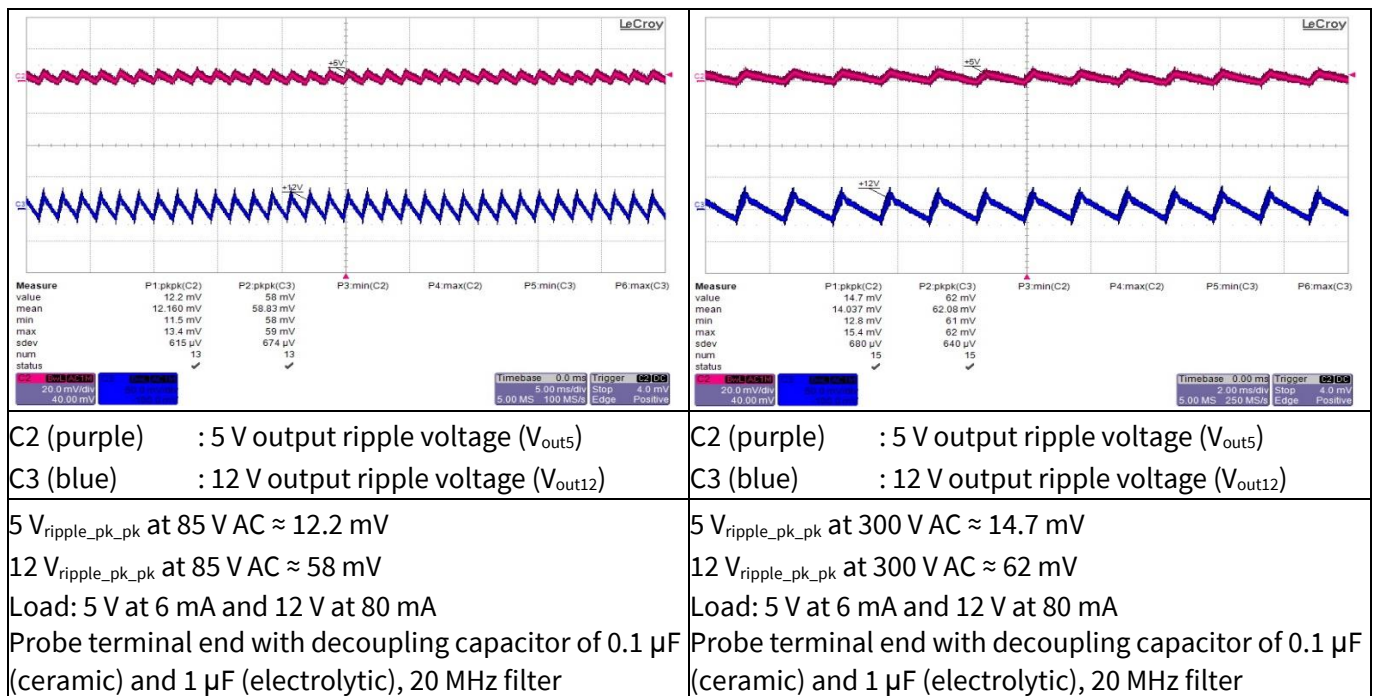 LeCroy
+5V
C2
+12V
C3
Measure P1:pkpk(C2) P2:pkpk(C3) P3:min(C2) P4:max(C2) P5:min(C3) P6:max(C3)
value 12.2 mV 58 mV
mean 12.160 mV 58.83 mV
min 11.5 mV 58 mV
max 13.4 mV 59 mV
sdev 615 µV 674 µV
num 13 13
status ✓ ✓
C2 BwL AC1M
20.0 mV/div
40.00 mV
Timebase 0.0 ms Trigger C2 DC
5.00 ms/div Stop 4.0 mV
5.00 MS 100 MS/s Edge Positive
LeCroy
+5V
C2
+12V
C3
Measure P1:pkpk(C2) P2:pkpk(C3) P3:min(C2) P4:max(C2) P5:min(C3) P6:max(C3)
value 14.7 mV 62 mV
mean 14.037 mV 62.08 mV
min 12.8 mV 61 mV
max 15.4 mV 62 mV
sdev 680 µV 640 µV
num 15 15
status ✓ ✓
C2 BwL AC1M
20.0 mV/div
40.00 mV
Timebase 0.00 ms Trigger C2 DC
2.00 ms/div Stop 4.0 mV
5.00 MS 250 MS/s Edge Positive
C2 (purple) : 5 V output ripple voltage (Vout5)
C3 (blue) : 12 V output ripple voltage (Vout12)
C2 (purple) : 5 V output ripple voltage (Vout5)
C3 (blue) : 12 V output ripple voltage (Vout12)
5 Vripple_pk_pk at 85 V AC ≈ 12.2 mV
12 Vripple_pk_pk at 85 V AC ≈ 58 mV
Load: 5 V at 6 mA and 12 V at 80 mA
Probe terminal end with decoupling capacitor of 0.1 µF
(ceramic) and 1 µF (electrolytic), 20 MHz filter
5 Vripple_pk_pk at 300 V AC ≈ 14.7 mV
12 Vripple_pk_pk at 300 V AC ≈ 62 mV
Load: 5 V at 6 mA and 12 V at 80 mA
Probe terminal end with decoupling capacitor of 0.1 µF
(ceramic) and 1 µF (electrolytic), 20 MHz filter